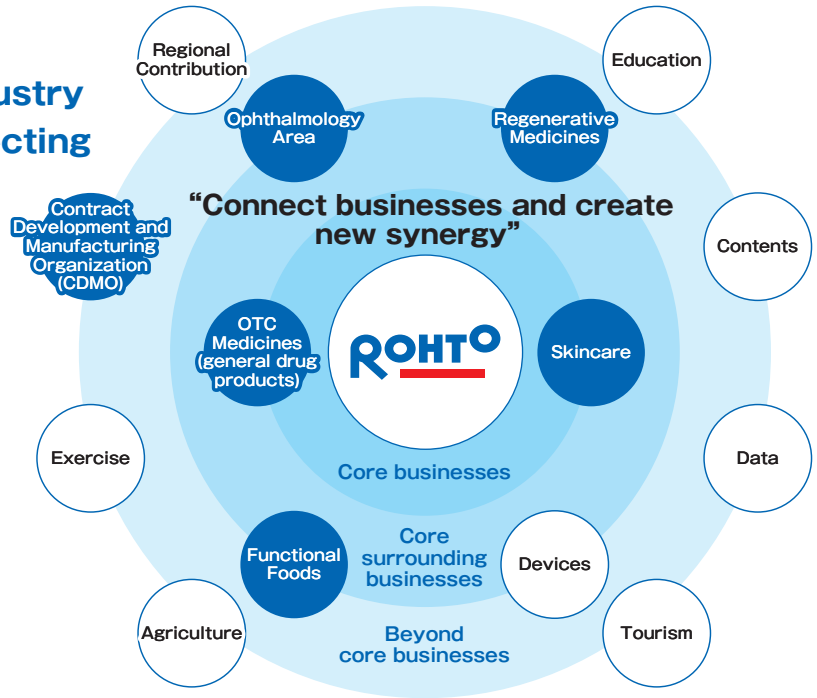 Regional
Contribution
Education
ustry
cting
Ophthalmology
Area
Regenerative
Medicines
“Connect businesses and create
new synergy”
Contract
Development and
Manufacturing
Organization
(CDMO)
Contents
OTC
Medicines
(general drug
products)
ROHTO
Skincare
Exercise
Core businesses
Data
Functional
Foods
Core
surrounding
businesses
Devices
Agriculture
Beyond
core businesses
Tourism